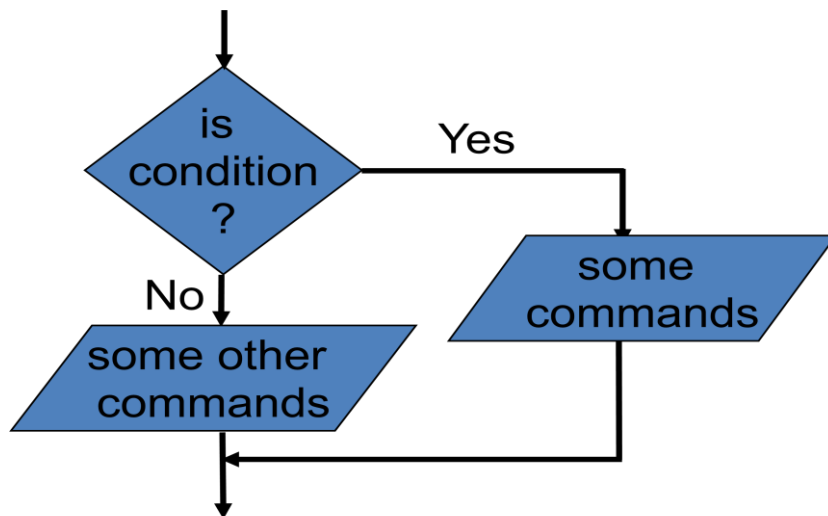 is
condition
?
Yes
No
some
commands
some other
commands